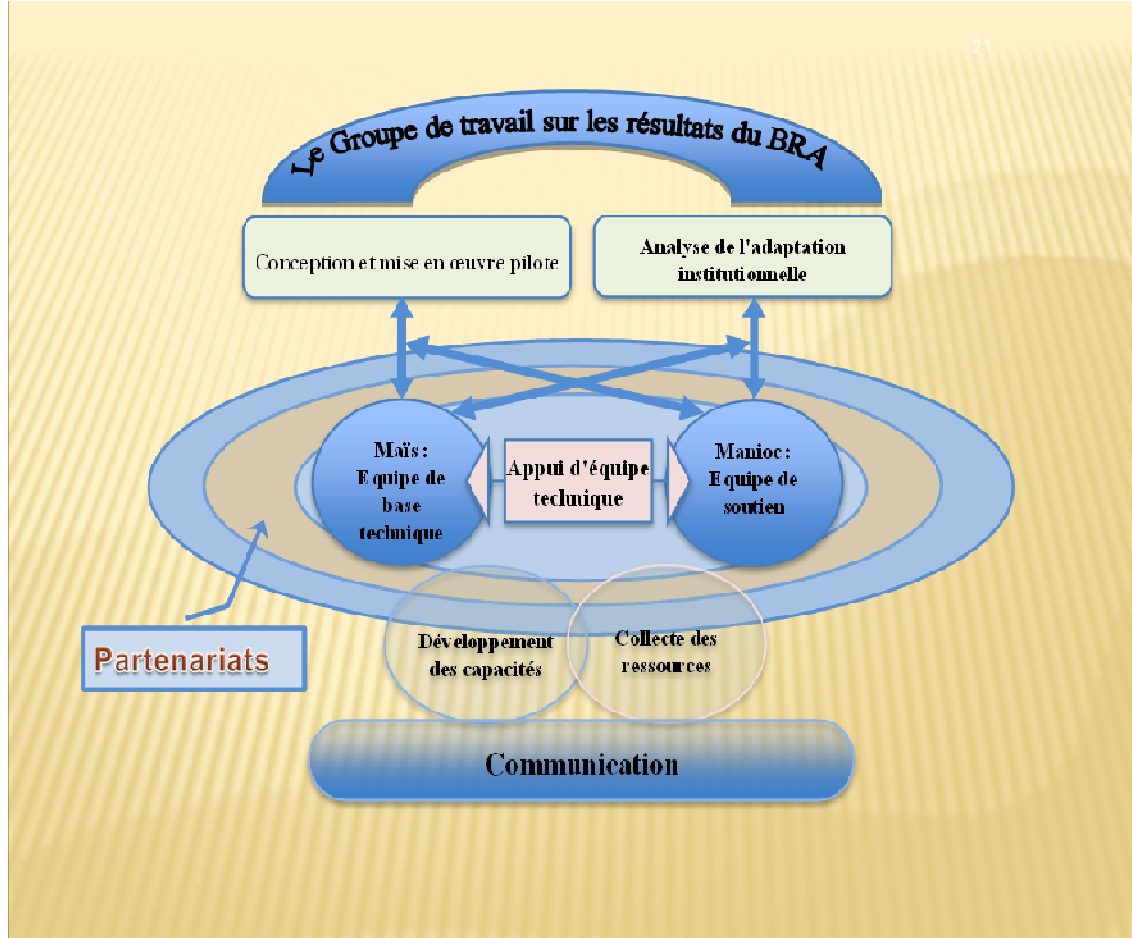 21
Le Groupe de travail sur les résultats du BRA
Conception et mise en œuvre pilote
Analyse de l'adaptation
institutionnelle
Maïs :
Equipe de
base
technique
Appui d'équipe
technique
Manioc :
Equipe de
soutien
Partenariats
Développement
des capacités
Collecte des
ressources
Communication